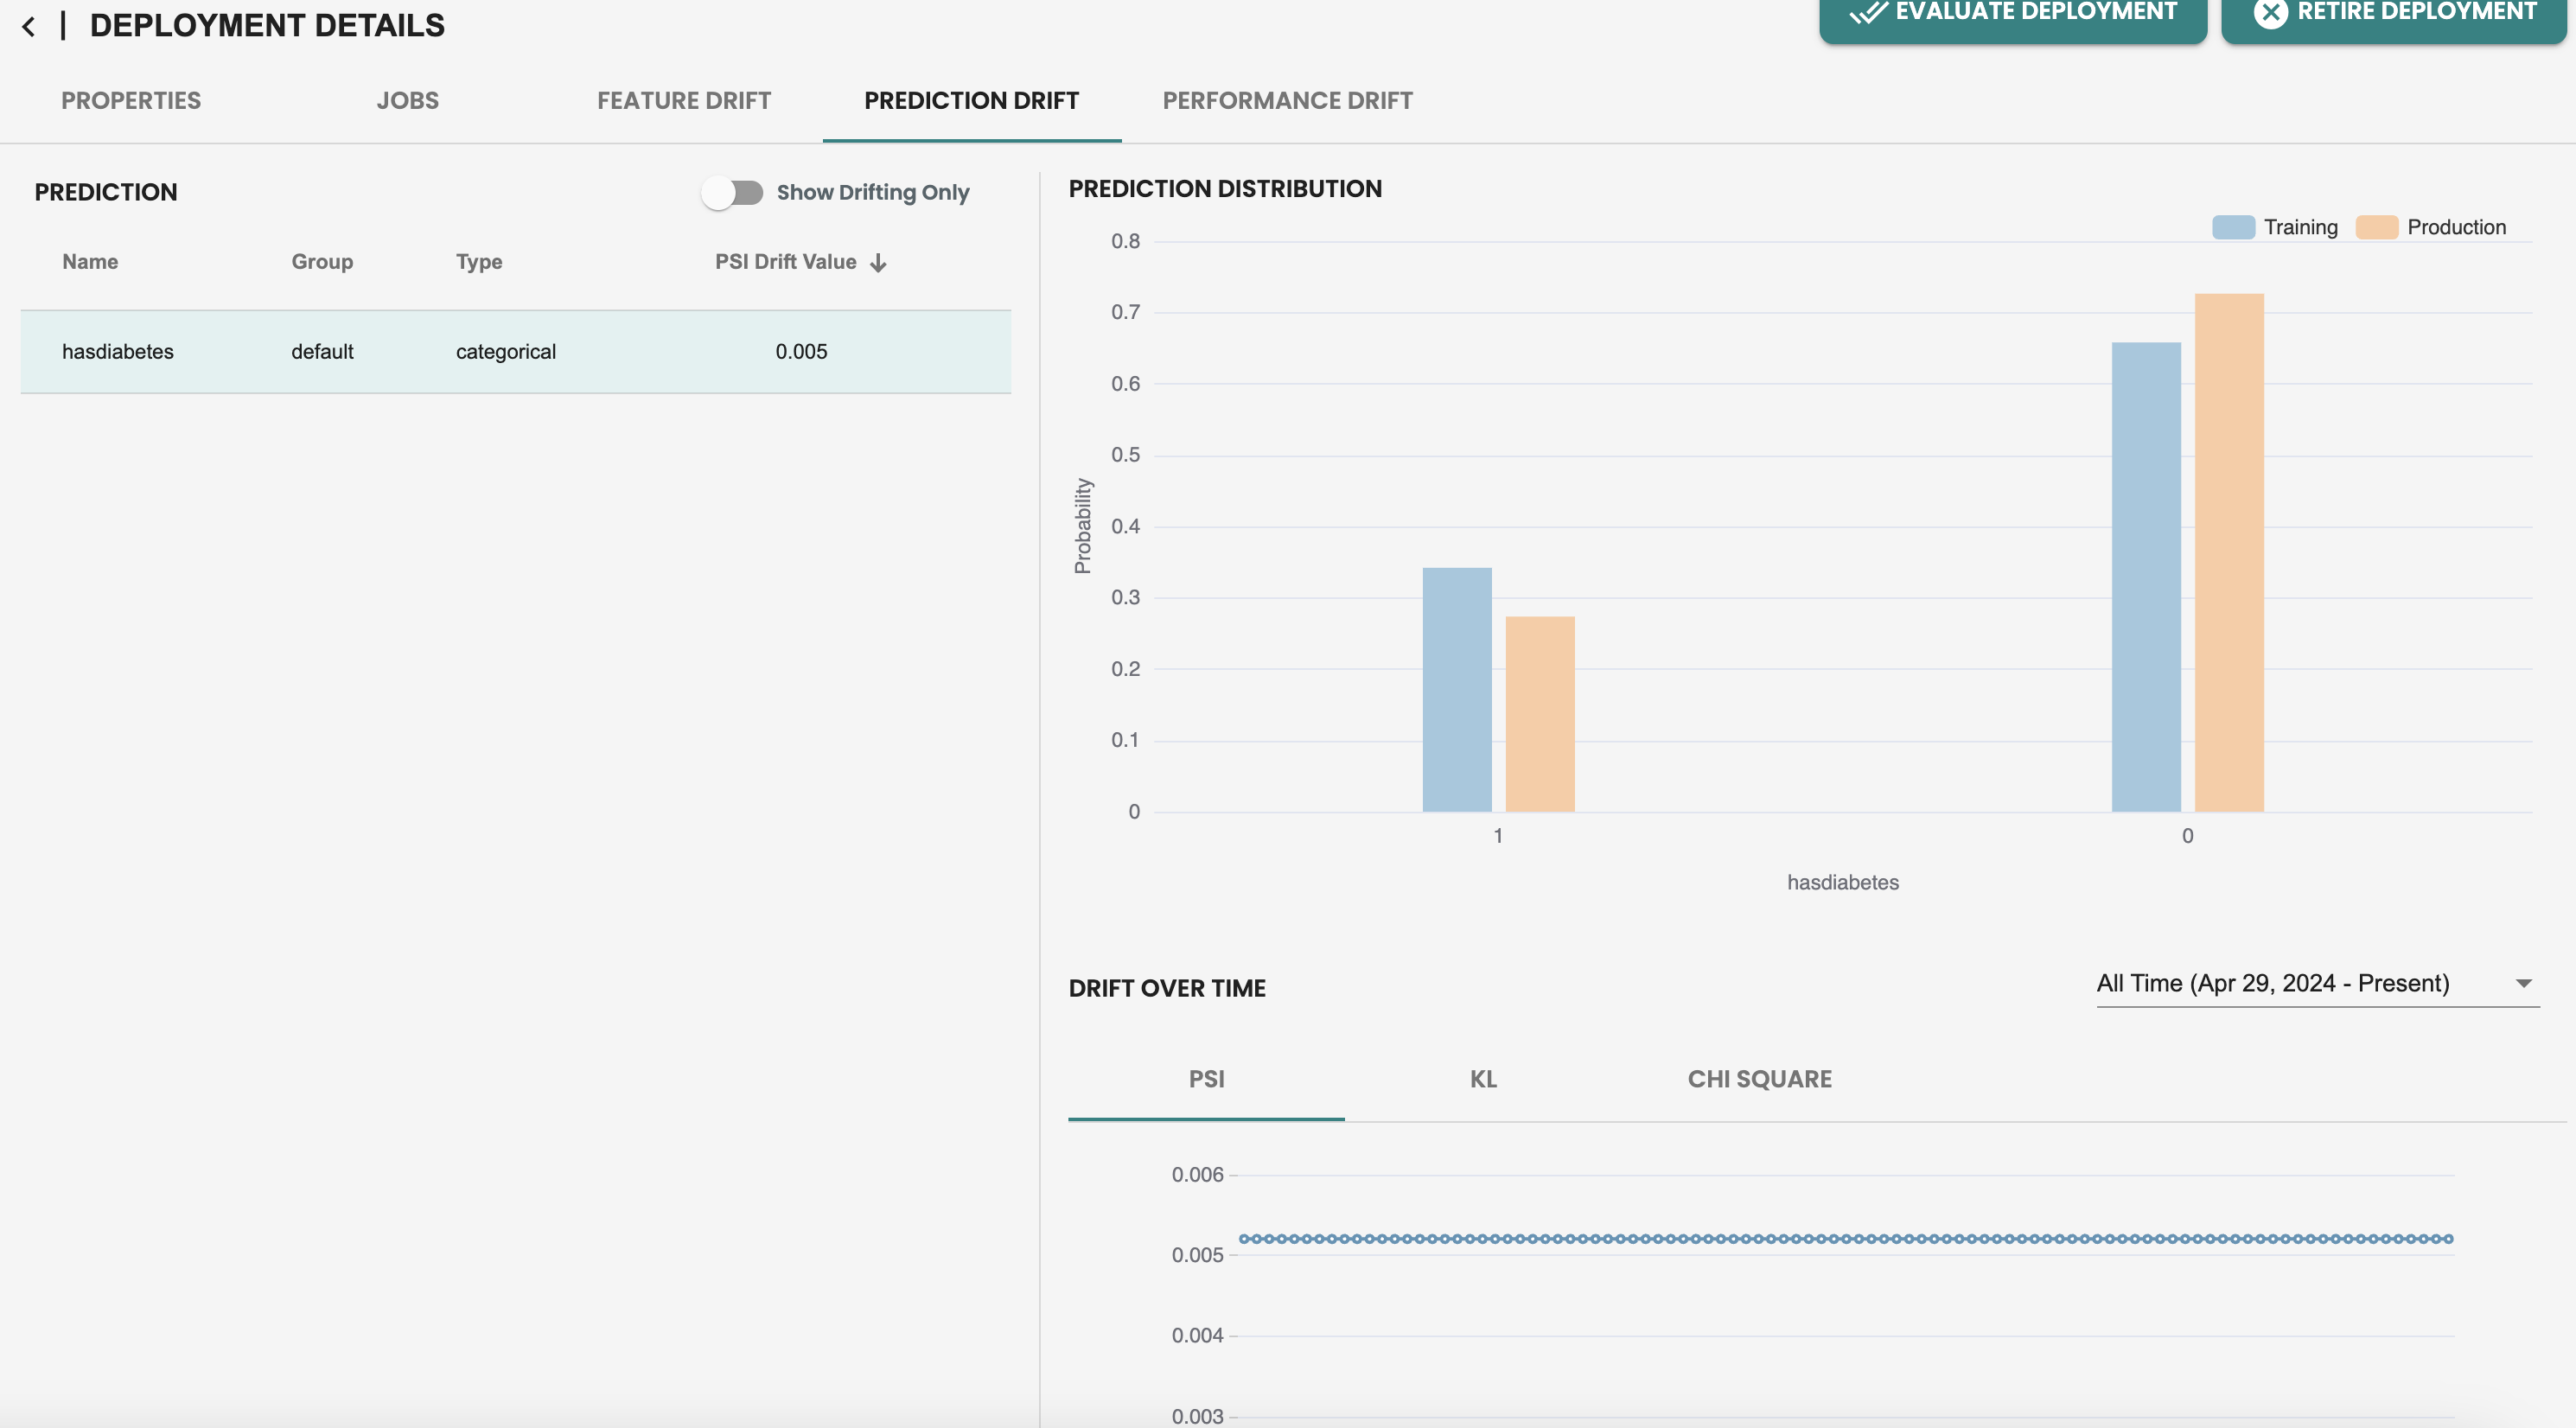 DEPLOYMENT DETAILS
EVALUATE DEPLOYMENT
RETIRE DEPLOYMENT
PROPERTIES
JOBS
FEATURE DRIFT
PREDICTION DRIFT
PERFORMANCE DRIFT
PREDICTION
Show Drifting Only
Name Group Type PSI Drift Value
hasdiabetes default categorical 0.005
PREDICTION DISTRIBUTION
Training
Production
0.8
0.7
0.6
0.5
0.4
0.3
0.2
0.1
0
Probability
1
0
hasdiabetes
DRIFT OVER TIME
All Time (Apr 29, 2024 - Present)
PSI
KL
CHI SQUARE
0.006
0.005
0.004
0.003